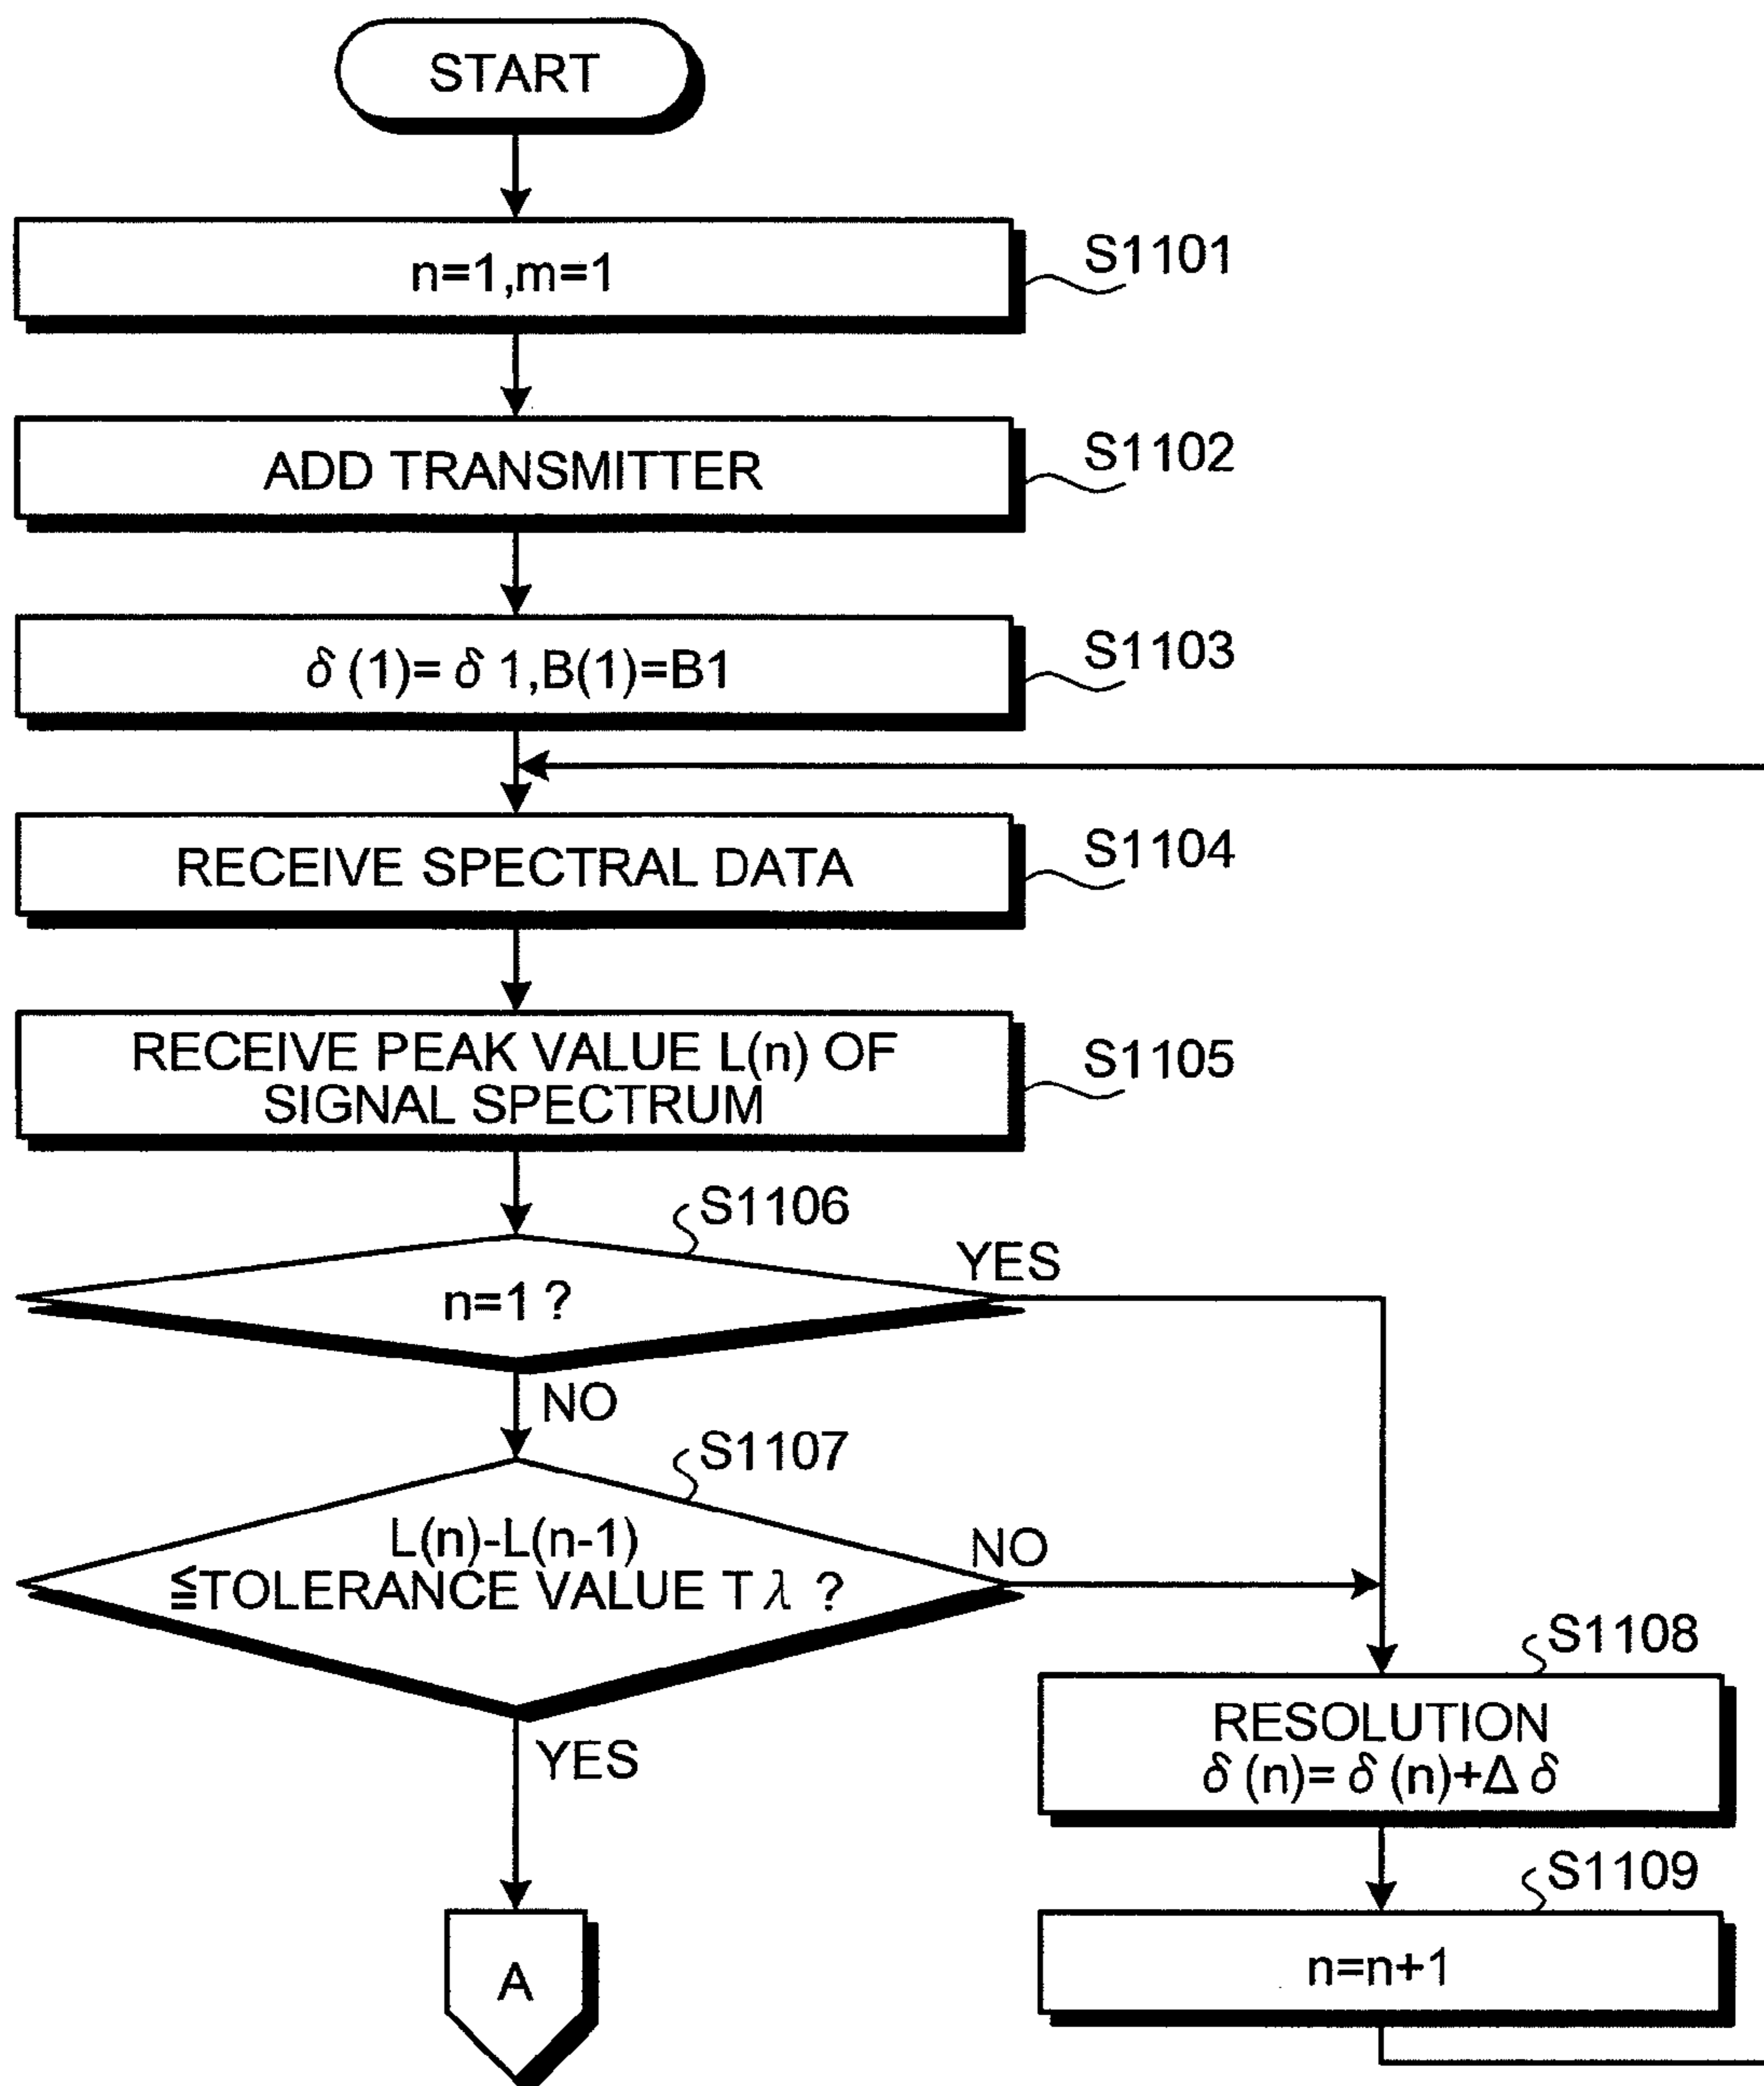 START
n=1,m=1
S1101
ADD TRANSMITTER
S1102
δ (1)= δ 1,B(1)=B1
S1103
RECEIVE SPECTRAL DATA
S1104
RECEIVE PEAK VALUE L(n) OF
SIGNAL SPECTRUM
S1105
S1106
n=1 ?
YES
NO
S1107
L(n)-L(n-1)
≦TOLERANCE VALUE T λ ?
NO
YES
S1108
RESOLUTION
δ (n)= δ (n)+Δ δ
S1109
n=n+1
A